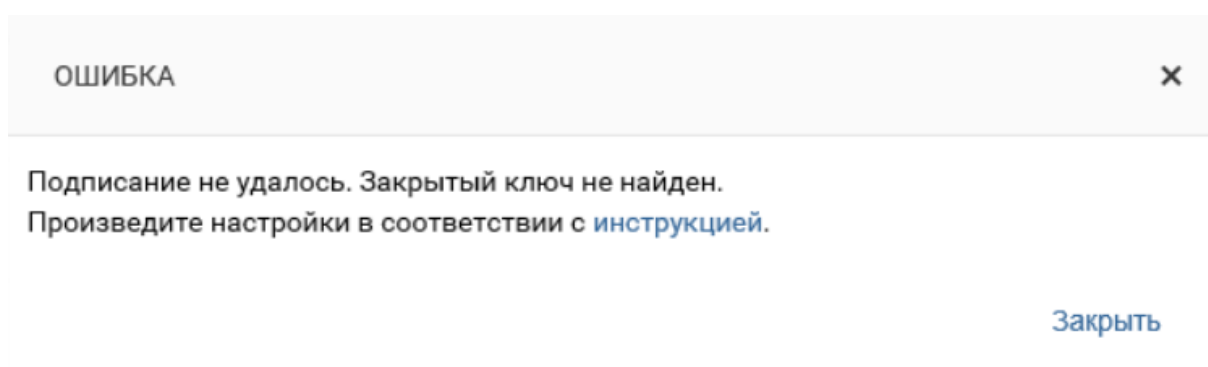 ОШИБКА
Подписание не удалось. Закрытый ключ не найден.
Произведите настройки в соответствии с инструкцией.
Закрыть